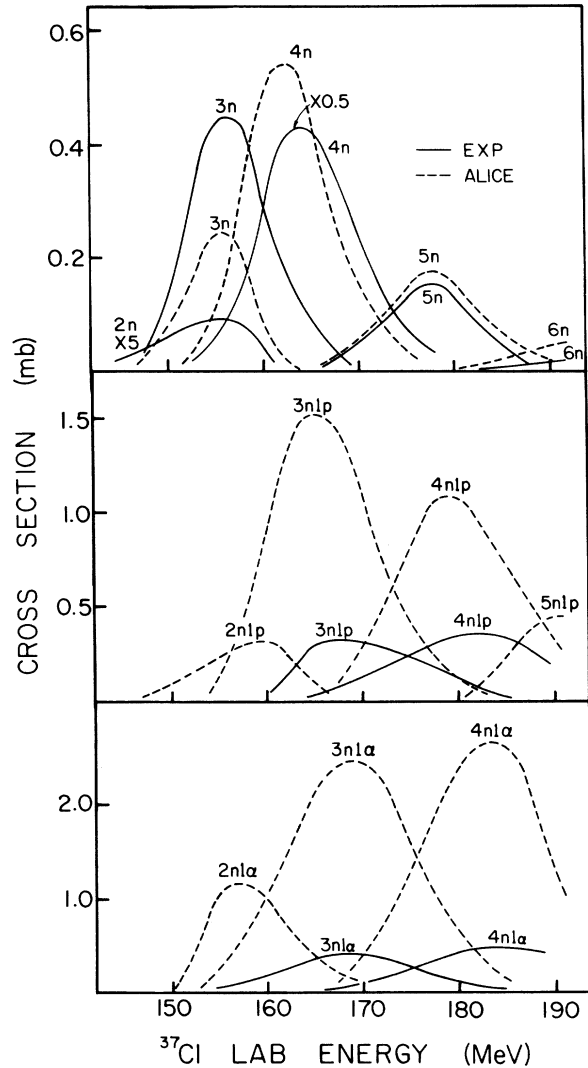 0.6
0.4
0.2
3n
4n
X0.5
4n
3n
2n
X5
5n
5n
6n
6n
— EXP
--- ALICE
1.5
1.0
0.5
3n1p
4n1p
5n1p
2n1p
3n1p
4n1p
2.0
1.0
4n1α
3n1α
2n1α
3n1α
4n1α
150 160 170 180 190
³⁷Cl LAB ENERGY (MeV)
CROSS SECTION (mb)